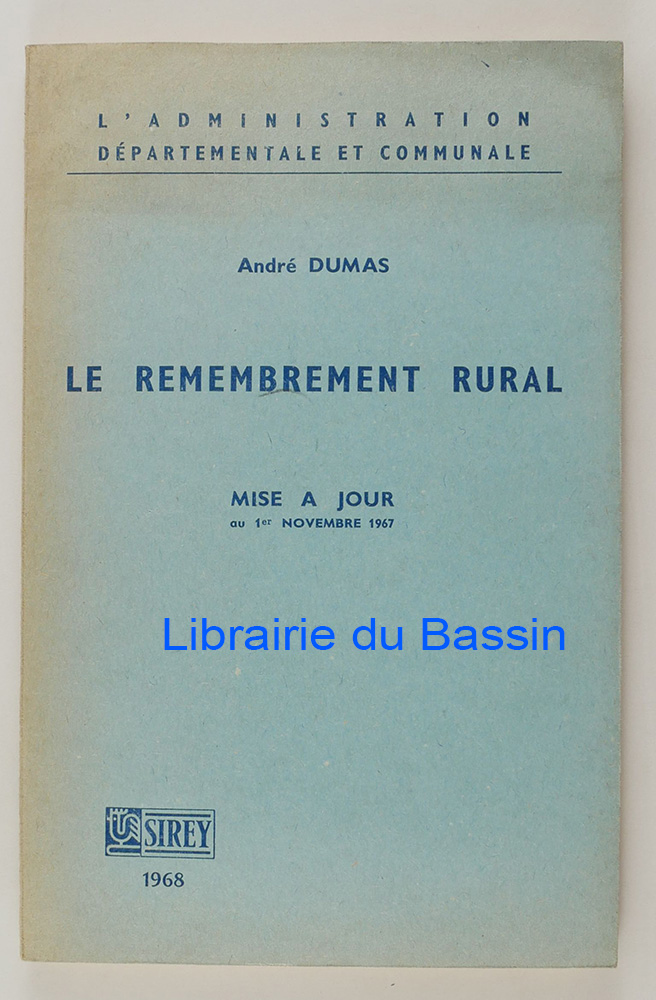 L'ADMINISTRATION
DÉPARTEMENTALE ET COMMUNALE
André DUMAS
LE REMEMBREMENT RURAL
MISE A JOUR
au 1er NOVEMBRE 1967
Librairie du Bassin
SIREY
1968